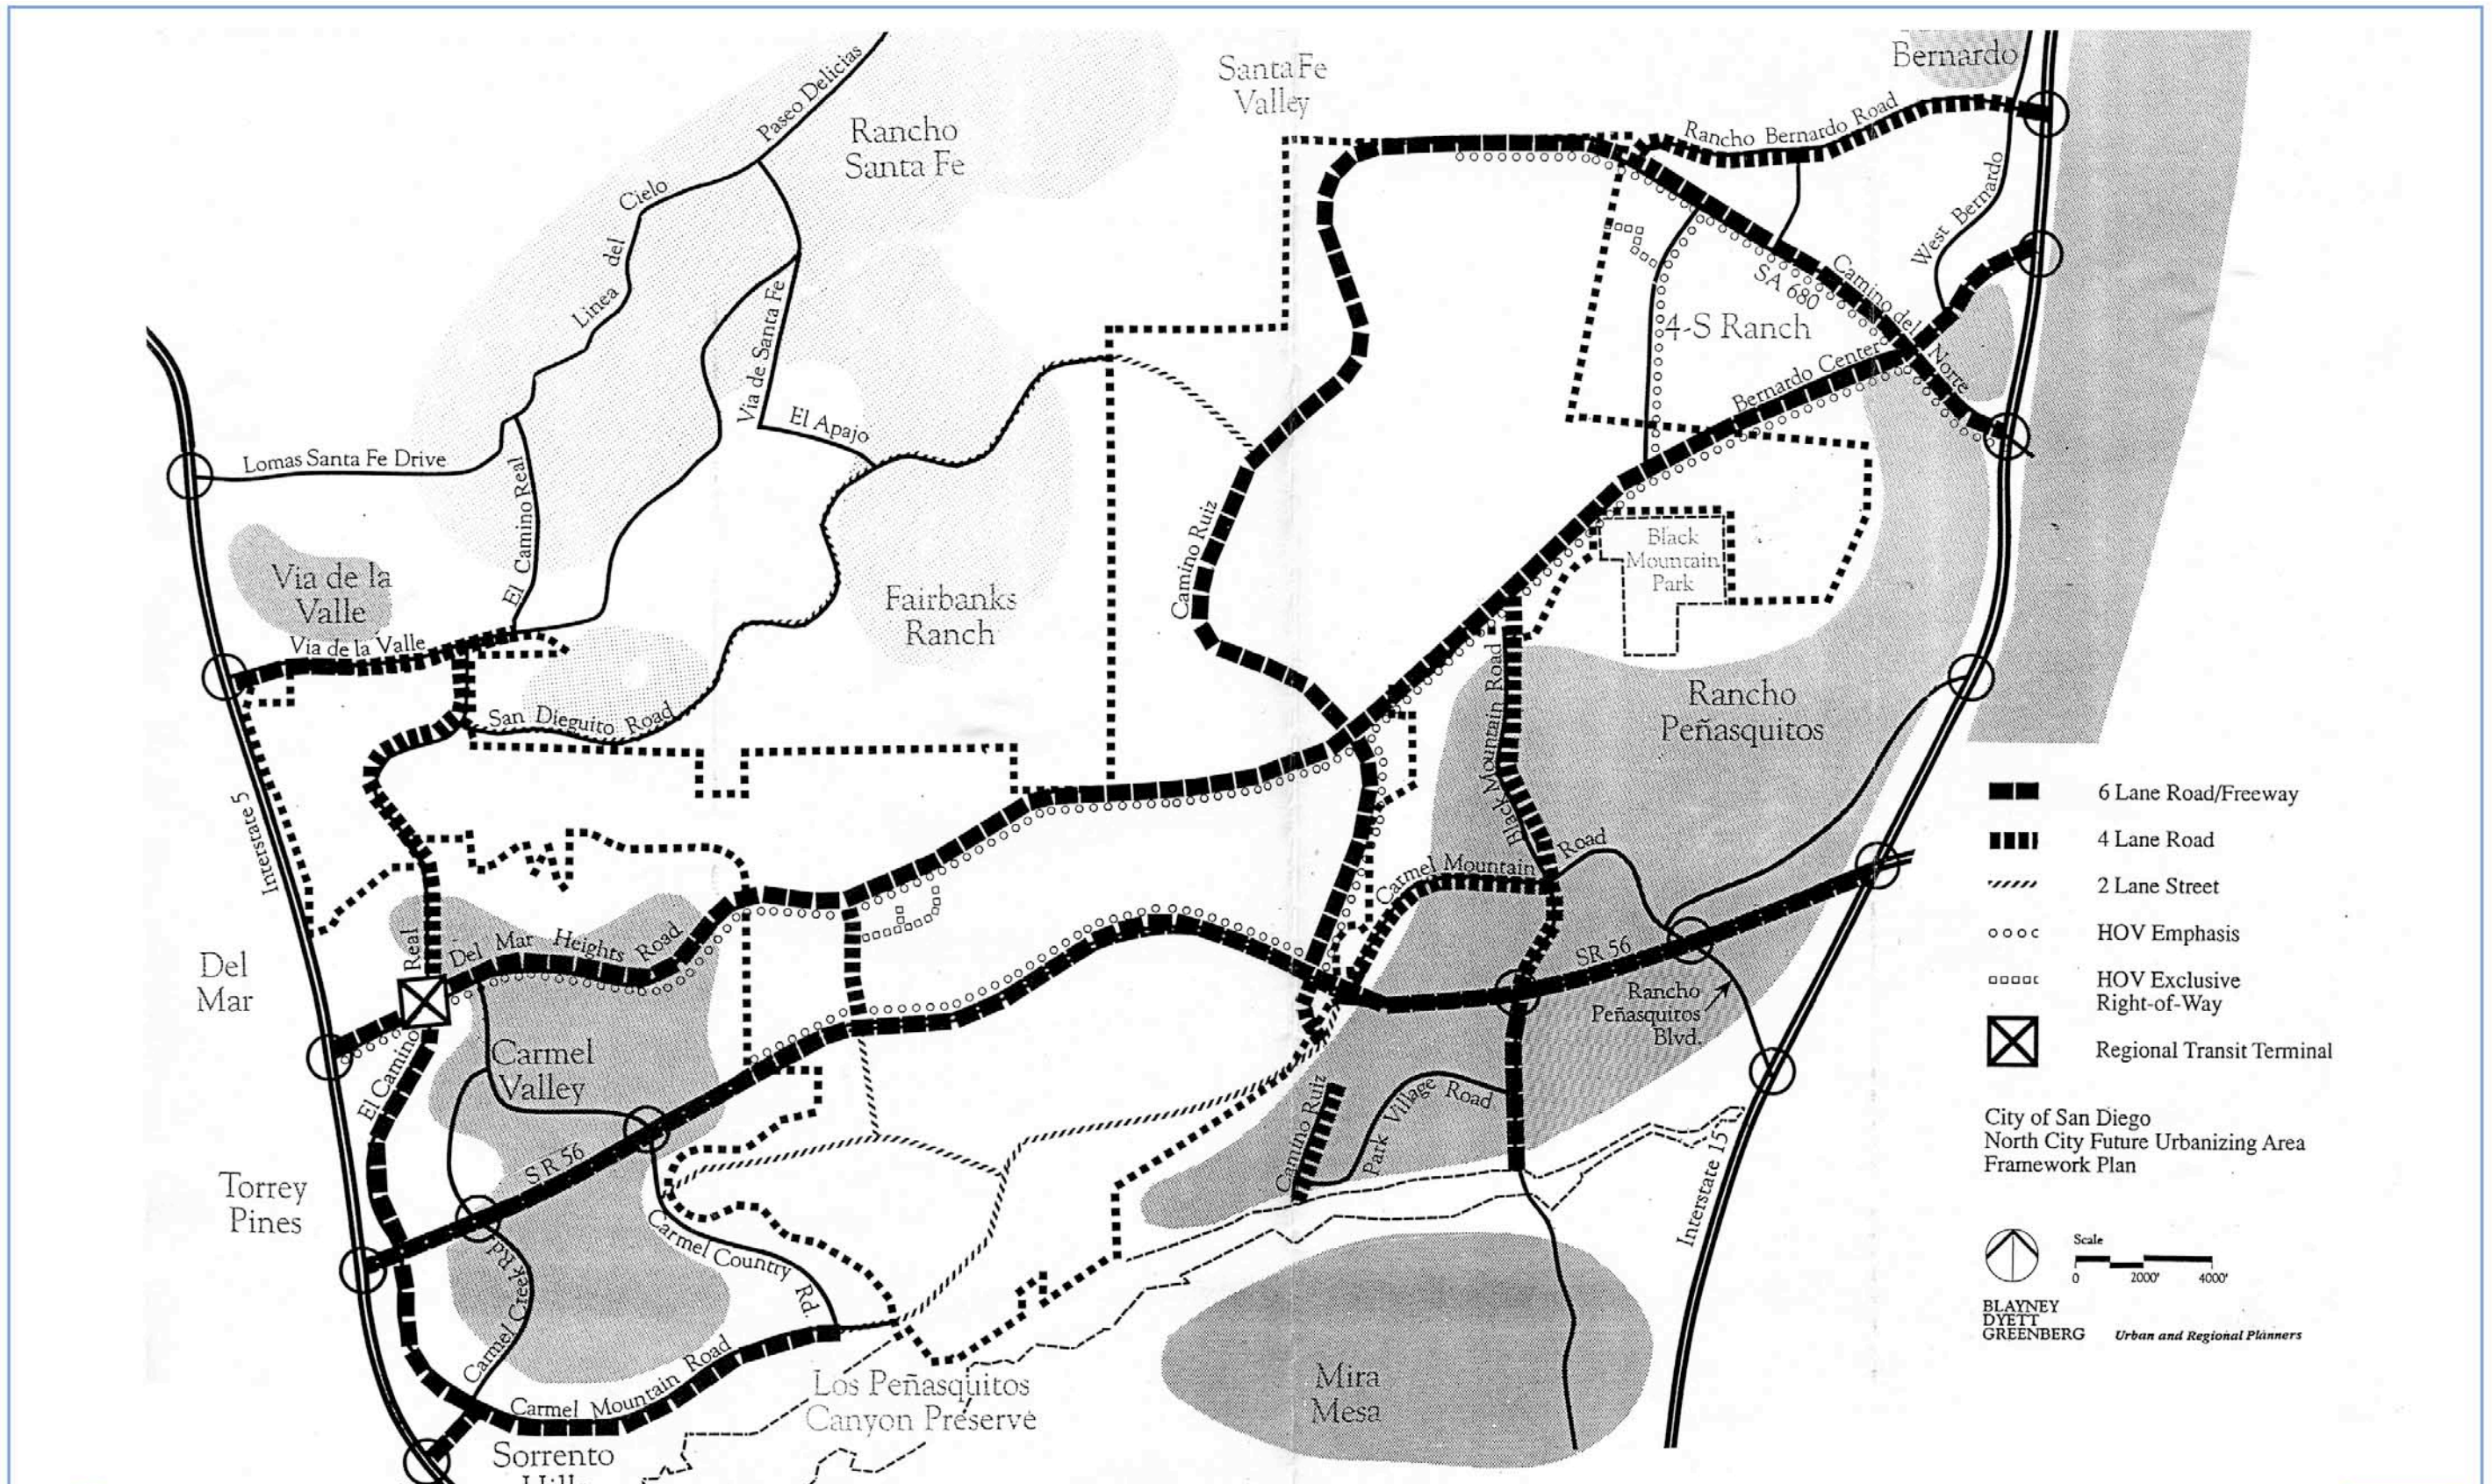 Bernardo
Santa Fe
Valley
Paseo Delicias
Rancho
Santa Fe
Rancho Bernardo Road
Cielo
del
Linea
West Bernardo
Camino del
Norte
SA 680
4-S Ranch
Via de Santa Fe
El Apajo
Bernardo Center
Lomas Santa Fe Drive
El Camino Real
Camino Ruiz
Black
Mountain
Park
Via de la
Valle
Via de la Valle
Fairbanks
Ranch
San Dieguito Road
Rancho
Peñasquitos
Black Mountain Road
Black
Interstate 5
Carmel Mountain
Road
Del
Mar
Real
Del Mar Heights Road
SR 56
Rancho
Peñasquitos
Blvd.
Carmel
Valley
El Camino
Camino Ruiz
Park Village Road
SR 56
Torrey
Pines
Carmel Country
Rd.
Carmel Creek Rd
Interstate 15
Carmel Mountain Road
Los Peñasquitos
Canyon Preserve
Mira
Mesa
Sorrento
6 Lane Road/Freeway
4 Lane Road
2 Lane Street
HOV Emphasis
HOV Exclusive
Right-of-Way
Regional Transit Terminal
City of San Diego
North City Future Urbanizing Area
Framework Plan
Scale
0 2000' 4000'
BLAYNEY
DYETT
GREENBERG
Urban and Regional Planners